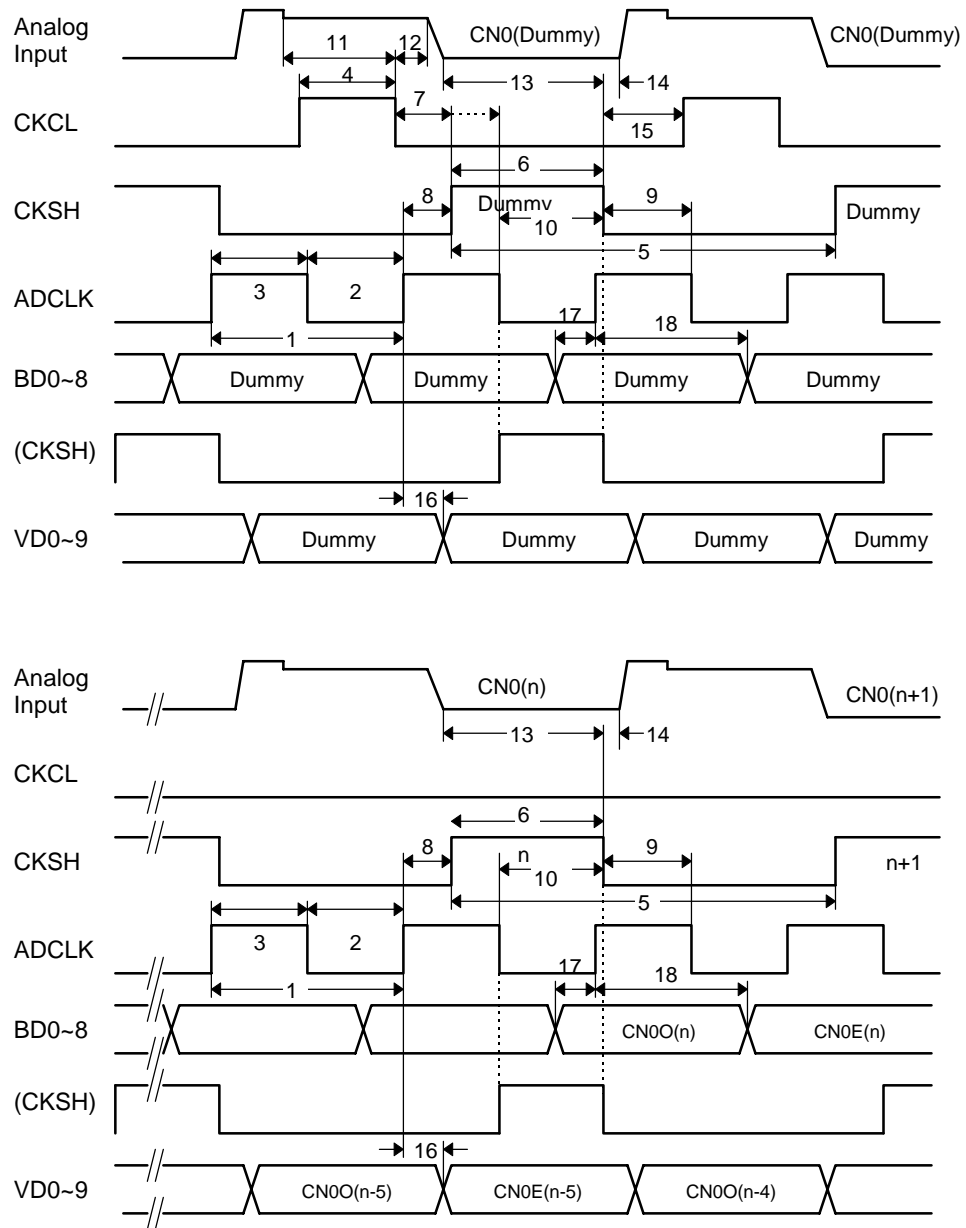 Analog
Input
CN0(Dummy)
CN0(Dummy)
11
12
4
13
14
CKCL
7
15
6
CKSH
8
Dummy
9
Dummy
10
5
ADCLK
3
2
17
18
1
BD0~8
Dummy
Dummy
Dummy
Dummy
(CKSH)
16
VD0~9
Dummy
Dummy
Dummy
Dummy
Analog
Input
CN0(n)
CN0(n+1)
13
14
CKCL
6
CKSH
8
n
9
n+1
10
5
ADCLK
3
2
17
18
1
BD0~8
CN0O(n)
CN0E(n)
(CKSH)
16
VD0~9
CN0O(n-5)
CN0E(n-5)
CN0O(n-4)